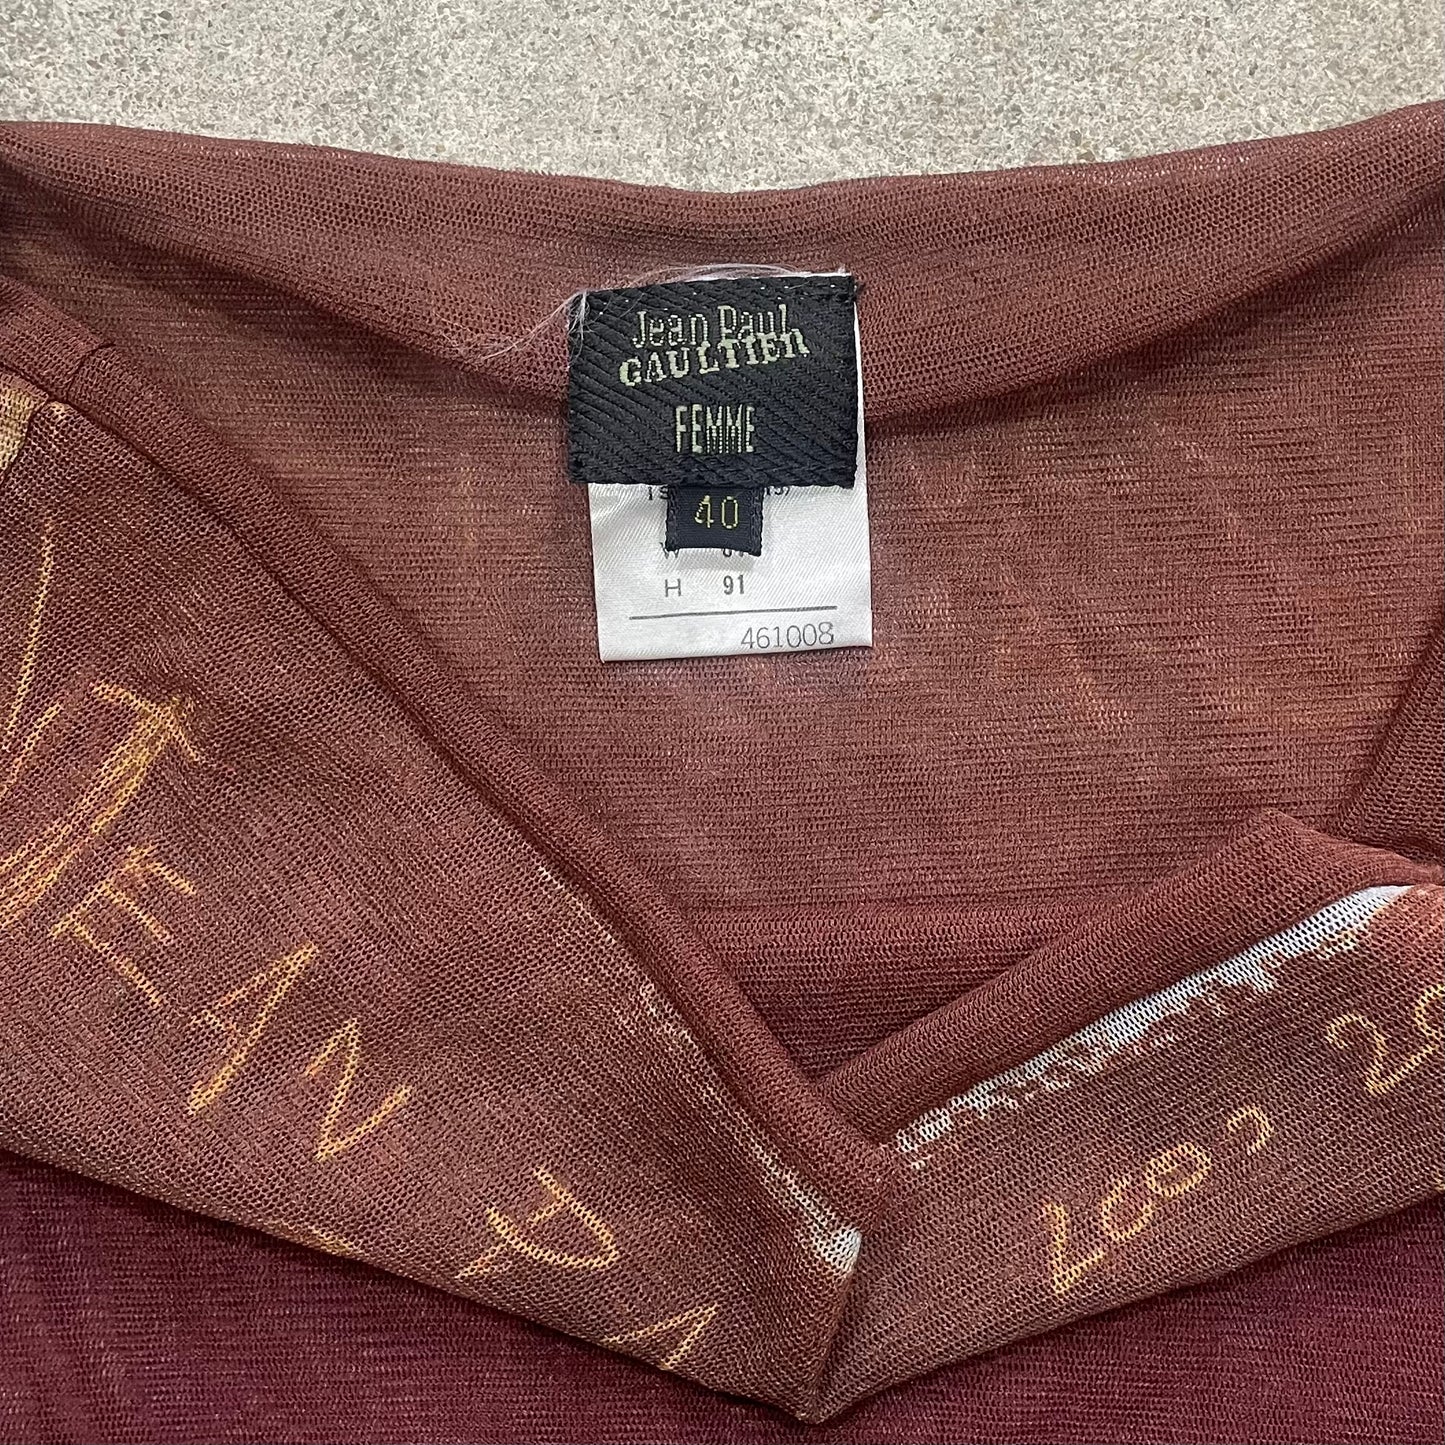 Jean Paul
GAULTIER
FEMME
40
H 91
461008
JEAN PA